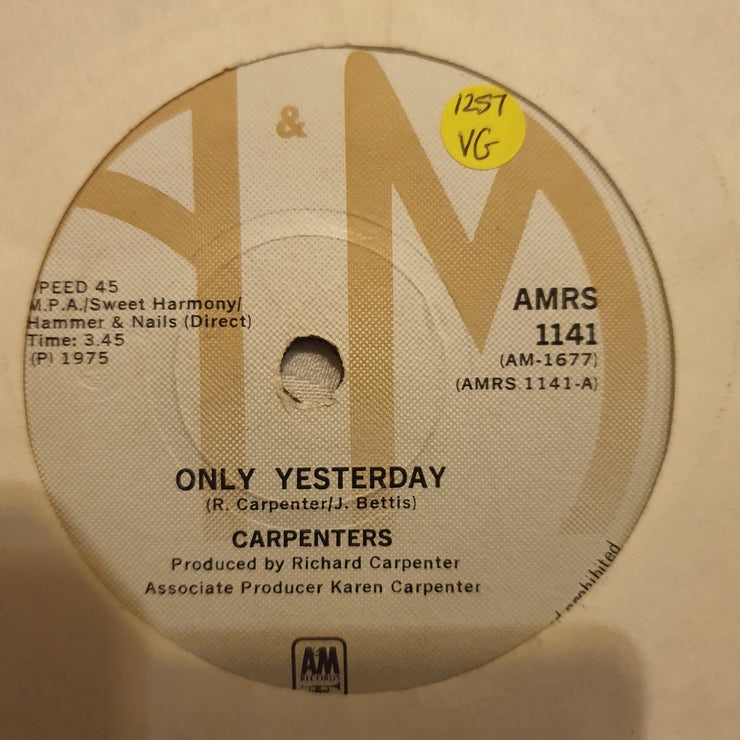 &
1257
VG
PEED 45
M.P.A./Sweet Harmony/
Hammer & Nails (Direct)
Time: 3.45
(P) 1975
AMRS
1141
(AM-1677)
(AMRS 1141-A)
ONLY YESTERDAY
(R. Carpenter/J. Bettis)
CARPENTERS
Produced by Richard Carpenter
Associate Producer Karen Carpenter
prohibited
A&M
RECORDS